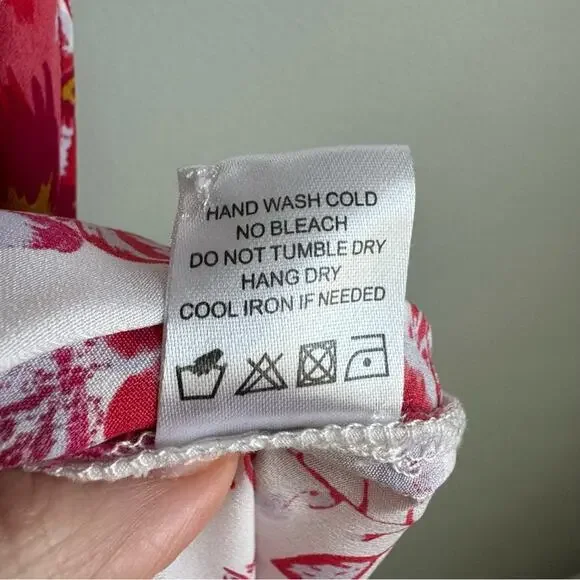 HAND WASH COLD
NO BLEACH
DO NOT TUMBLE DRY
HANG DRY
COOL IRON IF NEEDED